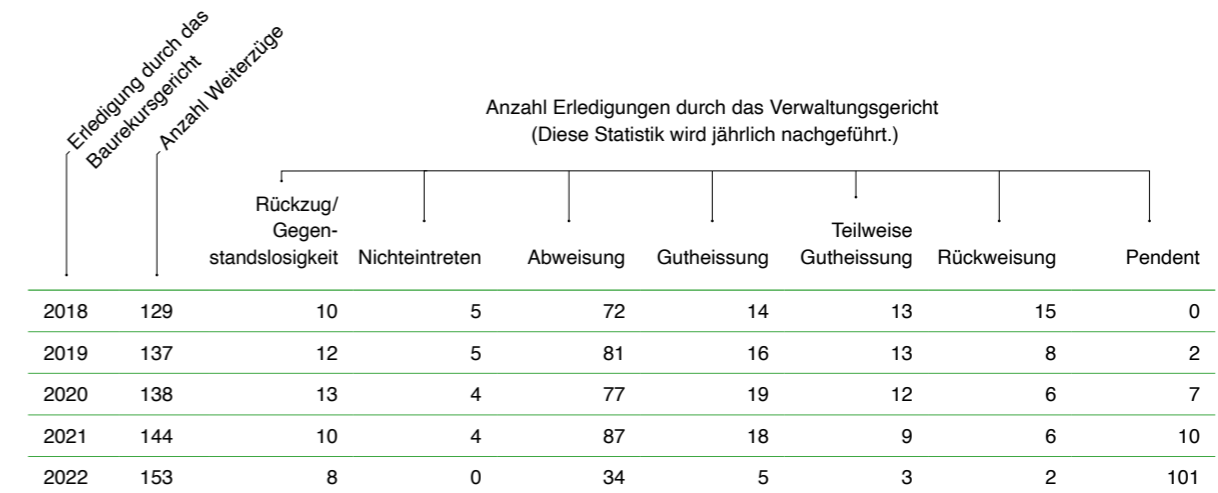 Erledigung durch das
Baurekursgericht
Anzahl Weiterzüge
Anzahl Erledigungen durch das Verwaltungsgericht
(Diese Statistik wird jährlich nachgeführt.)
Rückzug/
Gegen-
standslosigkeit
Nichteintreten
Abweisung
Gutheissung
Teilweise
Gutheissung
Rückweisung
Pendent
2018 129 10 5 72 14 13 15 0
2019 137 12 5 81 16 13 8 2
2020 138 13 4 77 19 12 6 7
2021 144 10 4 87 18 9 6 10
2022 153 8 0 34 5 3 2 101